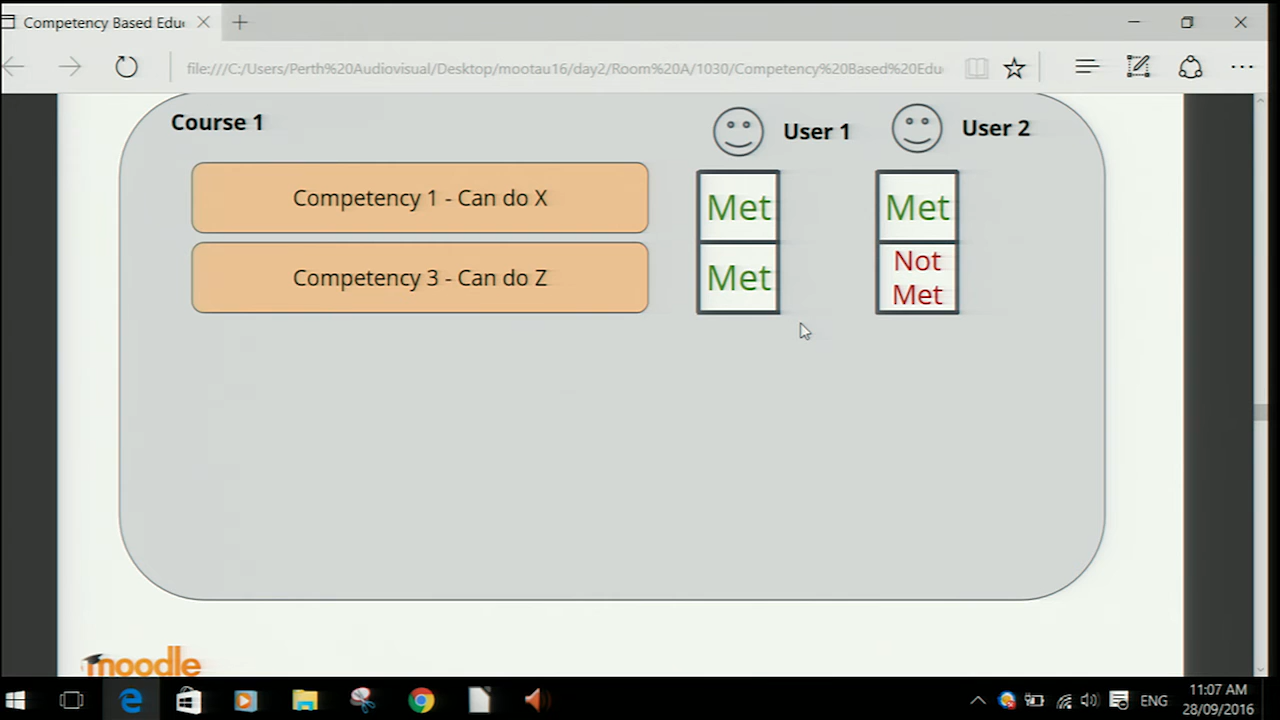 Competency Based Edu
file:///C:/Users/Perth%20Audiovisual/Desktop/mootau16/day2/Room%20A/1030/Competency%20Based%20Edu
Course 1
User 1
User 2
Competency 1 - Can do X
Met
Met
Competency 3 - Can do Z
Met
Not
Met
moodle
ENG
11:07 AM
28/09/2016